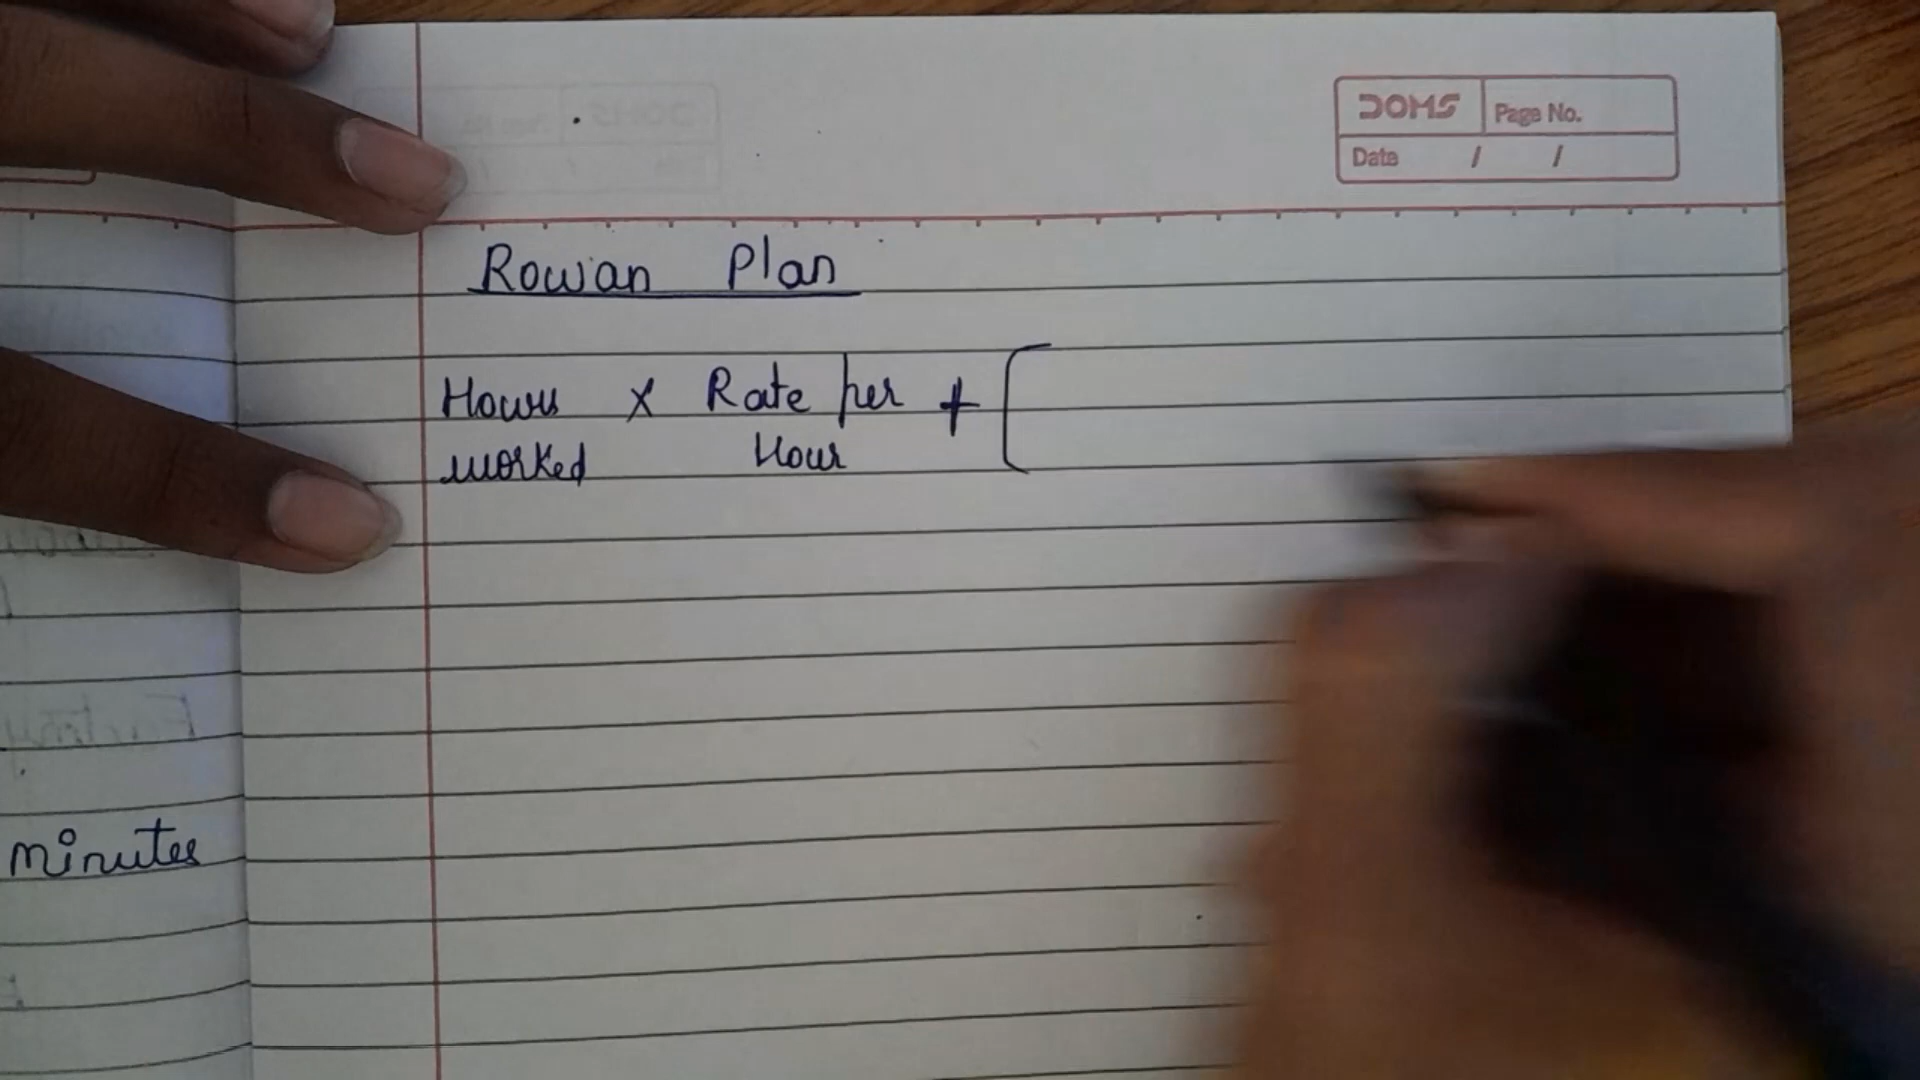 DOMS Page No.
Date / /
Rowan Plan
Hours X Rate per + [
worked Hour
minutes